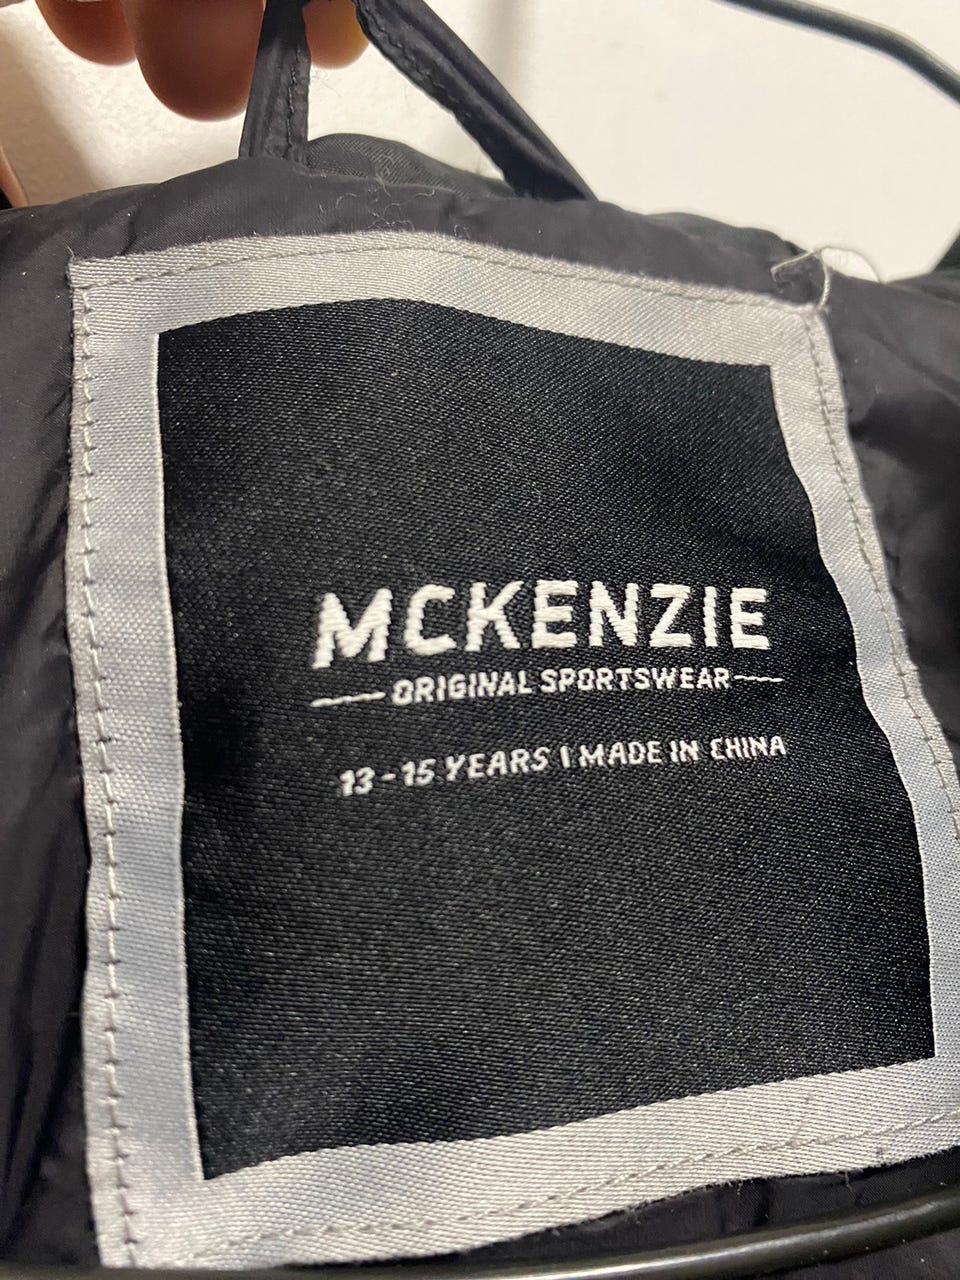 MCKENZIE
ORIGINAL SPORTSWEAR
13-15 YEARS | MADE IN CHINA